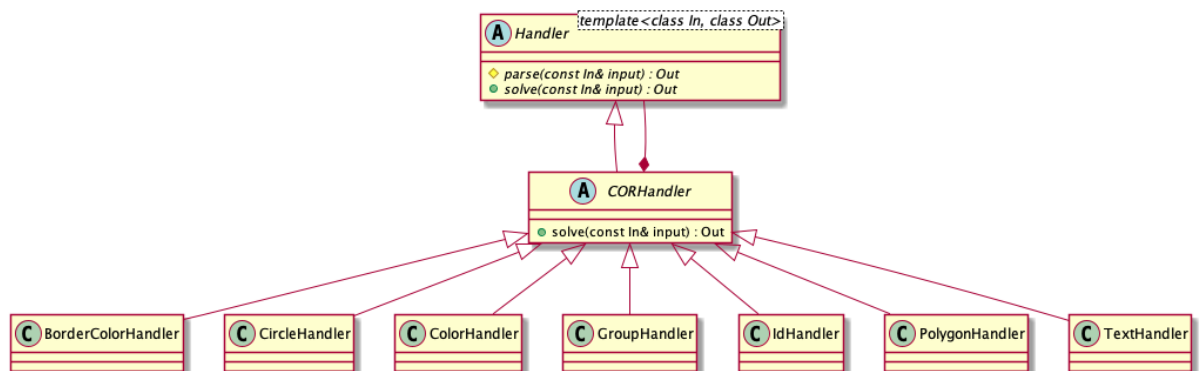 template<class In, class Out>
A Handler
parse(const In& input) : Out
solve(const In& input) : Out
A CORHandler
solve(const In& input) : Out
C BorderColorHandler
C CircleHandler
C ColorHandler
C GroupHandler
C IdHandler
C PolygonHandler
C TextHandler